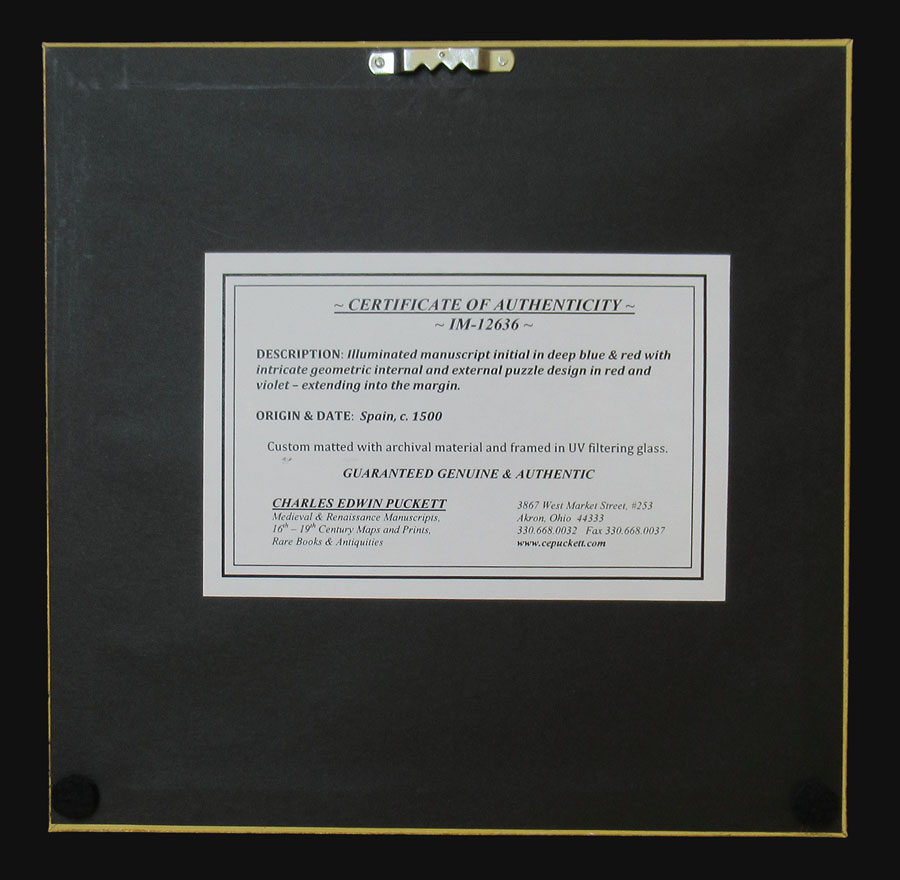 ~ CERTIFICATE OF AUTHENTICITY ~
~ IM-12636 ~
DESCRIPTION: Illuminated manuscript initial in deep blue & red with
intricate geometric internal and external puzzle design in red and
violet – extending into the margin.
ORIGIN & DATE: Spain, c. 1500
Custom matted with archival material and framed in UV filtering glass.
GUARANTEED GENUINE & AUTHENTIC
CHARLES EDWIN PUCKETT
Medieval & Renaissance Manuscripts,
16th – 19th Century Maps and Prints,
Rare Books & Antiquities
3867 West Market Street, #253
Akron, Ohio 44333
330.668.0032 Fax 330.668.0037
www.cepuckett.com